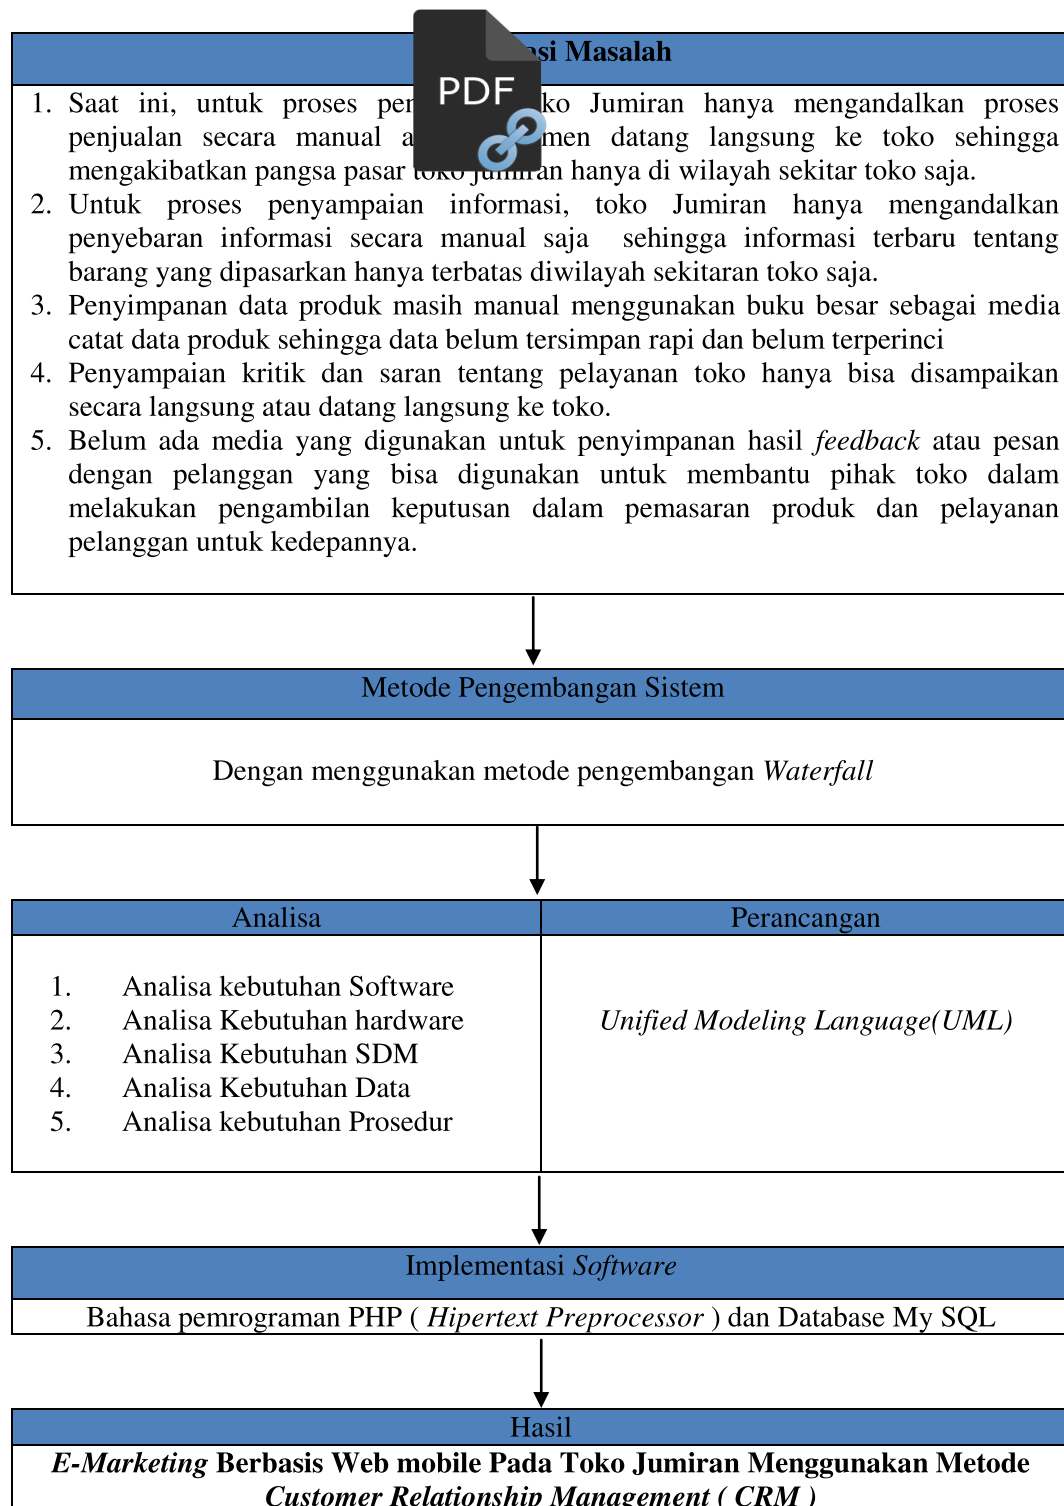 PDF
asi Masalah
1. Saat ini, untuk proses pen ko Jumiran hanya mengandalkan proses
penjualan secara manual a men datang langsung ke toko sehingga
mengakibatkan pangsa pasar toko jumiran hanya di wilayah sekitar toko saja.
2. Untuk proses penyampaian informasi, toko Jumiran hanya mengandalkan
penyebaran informasi secara manual saja sehingga informasi terbaru tentang
barang yang dipasarkan hanya terbatas diwilayah sekitaran toko saja.
3. Penyimpanan data produk masih manual menggunakan buku besar sebagai media
catat data produk sehingga data belum tersimpan rapi dan belum terperinci
4. Penyampaian kritik dan saran tentang pelayanan toko hanya bisa disampaikan
secara langsung atau datang langsung ke toko.
5. Belum ada media yang digunakan untuk penyimpanan hasil feedback atau pesan
dengan pelanggan yang bisa digunakan untuk membantu pihak toko dalam
melakukan pengambilan keputusan dalam pemasaran produk dan pelayanan
pelanggan untuk kedepannya.
Metode Pengembangan Sistem
Dengan menggunakan metode pengembangan Waterfall
Analisa
1. Analisa kebutuhan Software
2. Analisa Kebutuhan hardware
3. Analisa Kebutuhan SDM
4. Analisa Kebutuhan Data
5. Analisa kebutuhan Prosedur
Perancangan
Unified Modeling Language(UML)
Implementasi Software
Bahasa pemrograman PHP ( Hipertext Preprocessor ) dan Database My SQL
Hasil
E-Marketing Berbasis Web mobile Pada Toko Jumiran Menggunakan Metode
Customer Relationship Management ( CRM )